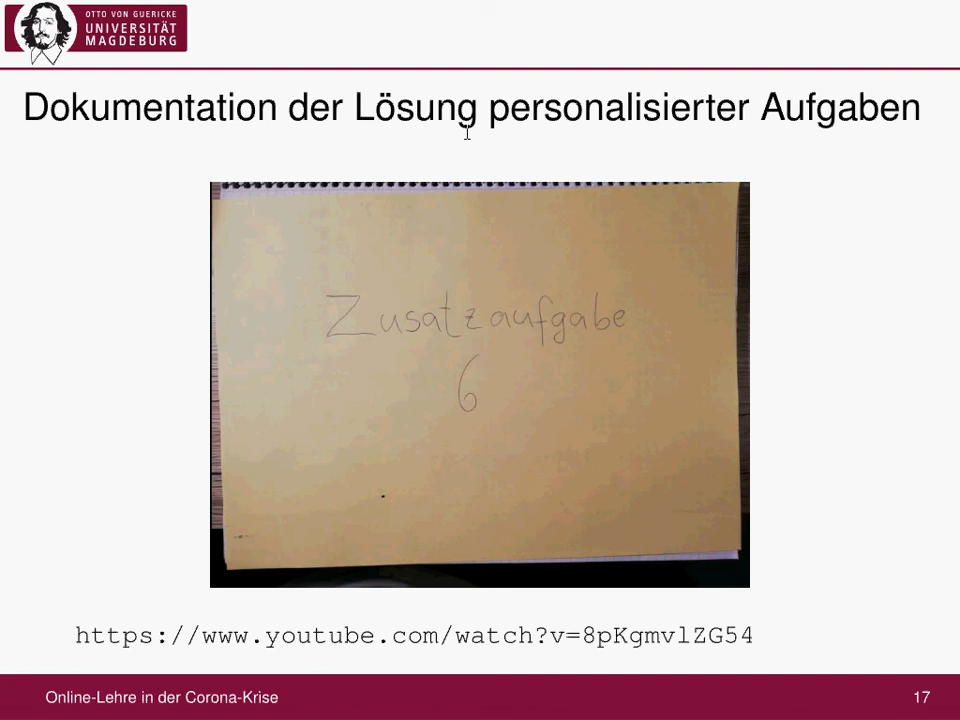 OTTO VON GUERICKE
UNIVERSITÄT
MAGDEBURG
Dokumentation der Lösung personalisierter Aufgaben
Zusatzaufgabe
6
https://www.youtube.com/watch?v=8pKgmvlZG54
Online-Lehre in der Corona-Krise
17